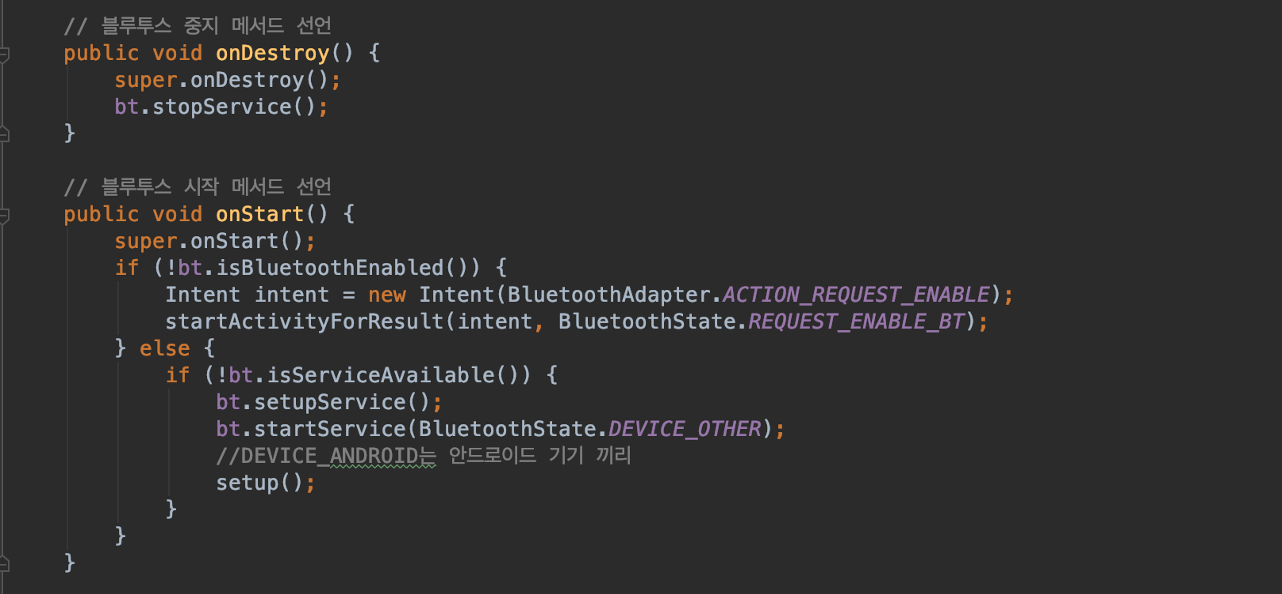 // 블루투스 중지 메서드 선언
public void onDestroy() {
super.onDestroy();
bt.stopService();
}
// 블루투스 시작 메서드 선언
public void onStart() {
super.onStart();
if (!bt.isBluetoothEnabled()) {
Intent intent = new Intent(BluetoothAdapter.ACTION_REQUEST_ENABLE);
startActivityForResult(intent, BluetoothState.REQUEST_ENABLE_BT);
} else {
if (!bt.isServiceAvailable()) {
bt.setupService();
bt.startService(BluetoothState.DEVICE_OTHER);
//DEVICE_ANDROID는 안드로이드 기기 끼리
setup();
}
}
}